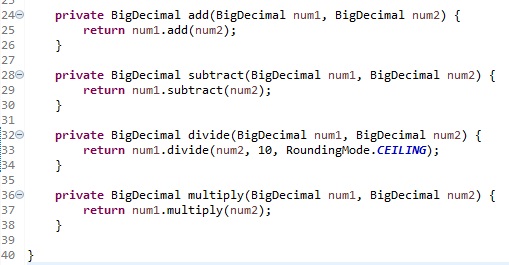 24 private BigDecimal add(BigDecimal num1, BigDecimal num2) {
25 return num1.add(num2);
26 }
27
28 private BigDecimal subtract(BigDecimal num1, BigDecimal num2) {
29 return num1.subtract(num2);
30 }
31
32 private BigDecimal divide(BigDecimal num1, BigDecimal num2) {
33 return num1.divide(num2, 10, RoundingMode.CEILING);
34 }
35
36 private BigDecimal multiply(BigDecimal num1, BigDecimal num2) {
37 return num1.multiply(num2);
38 }
39
40 }